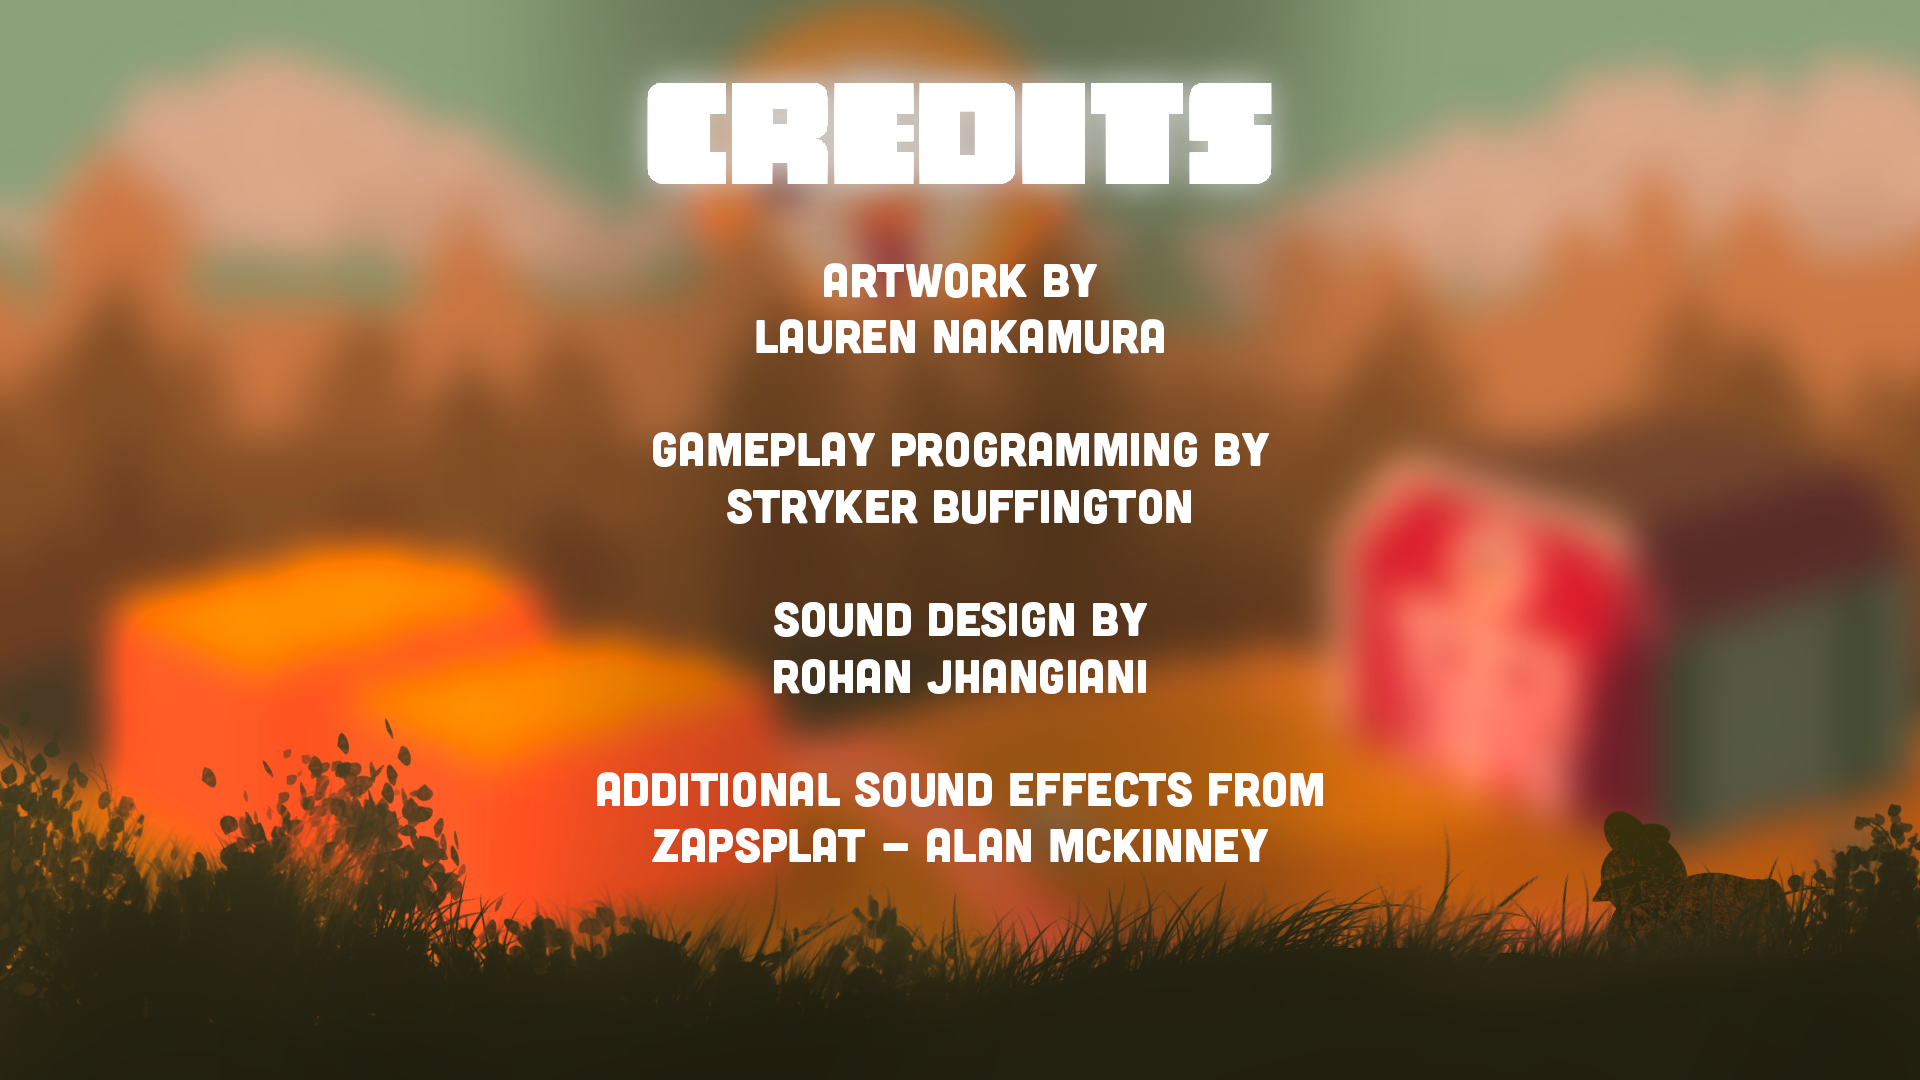 CREDITS
ARTWORK BY
LAUREN NAKAMURA
GAMEPLAY PROGRAMMING BY
STRYKER BUFFINGTON
SOUND DESIGN BY
ROHAN JHANGIANI
ADDITIONAL SOUND EFFECTS FROM
ZAPSPLAT – ALAN MCKINNEY